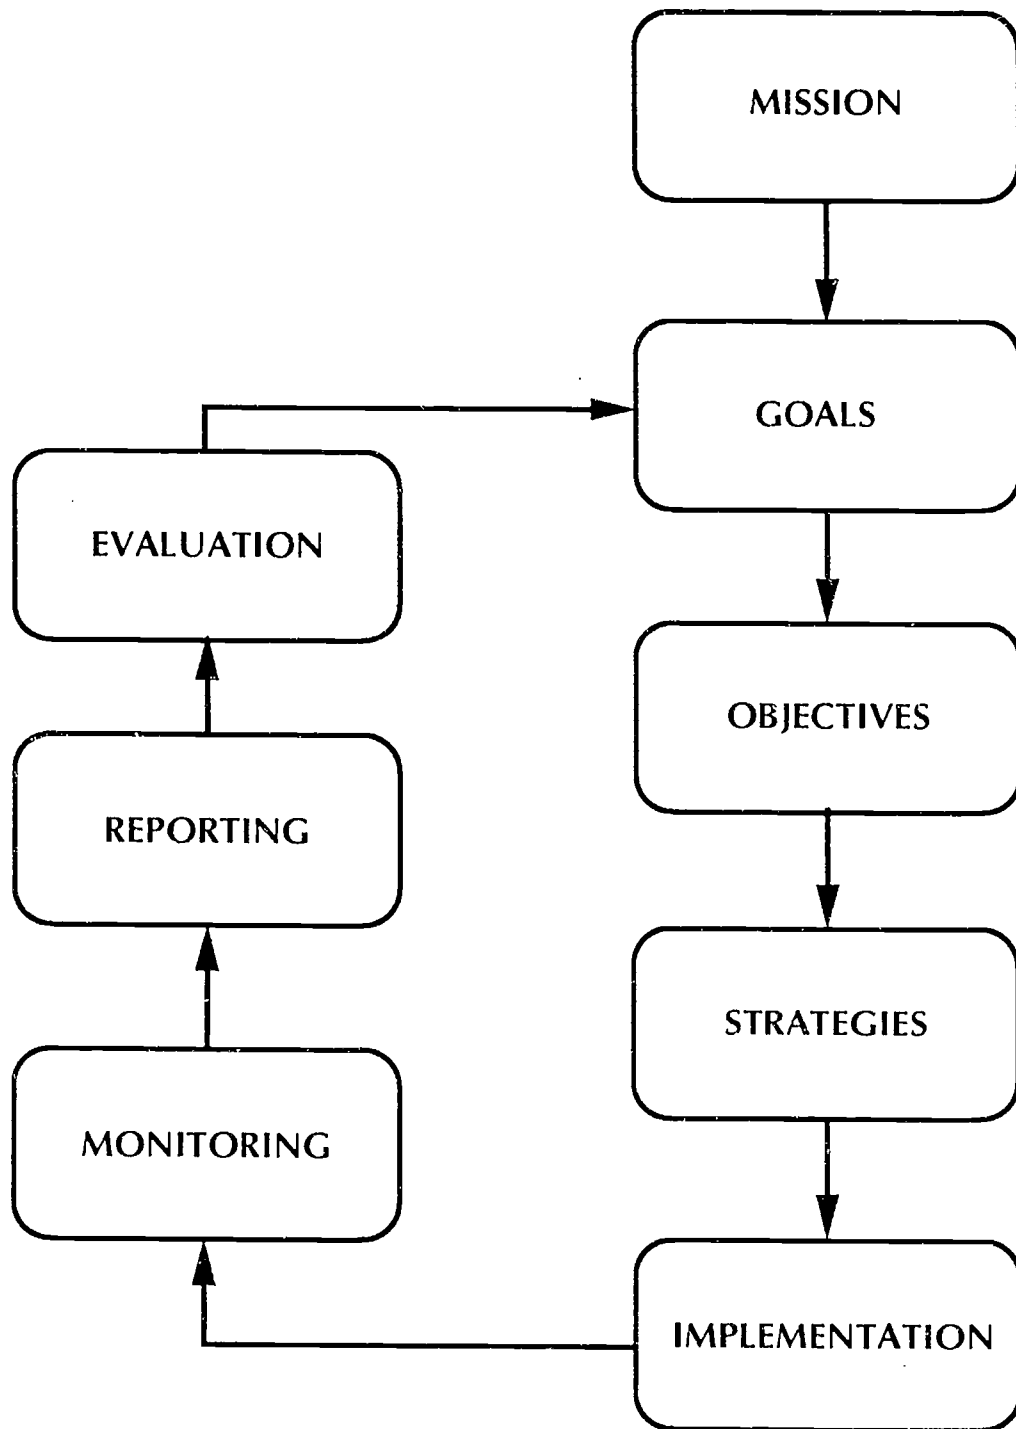 MISSION
GOALS
OBJECTIVES
STRATEGIES
IMPLEMENTATION
MONITORING
REPORTING
EVALUATION